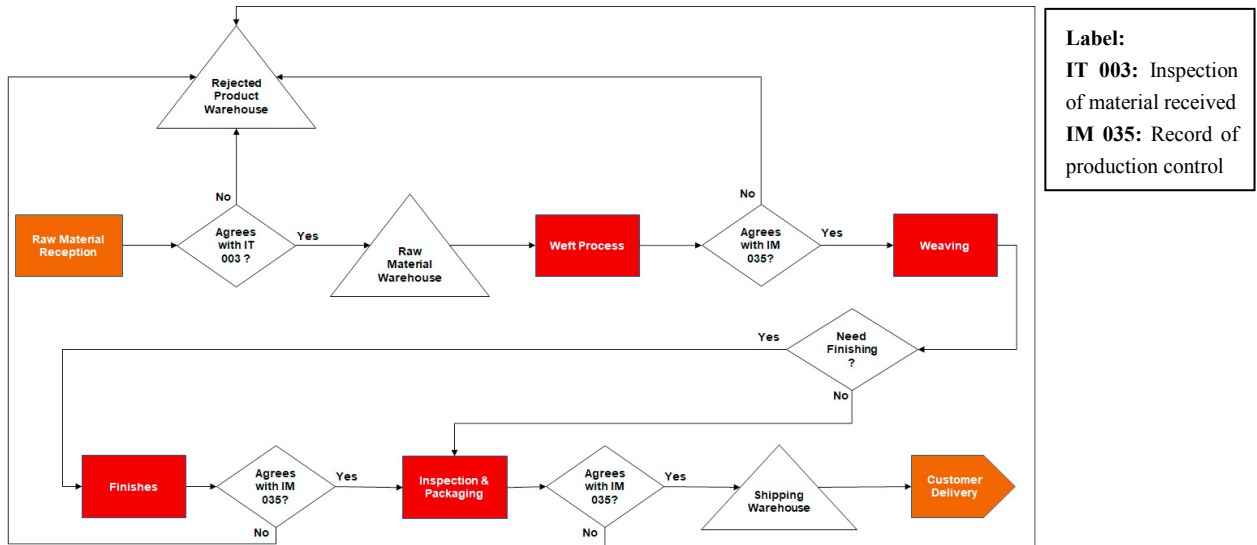 Rejected
Product
Warehouse
Label:
IT 003: Inspection
of material received
IM 035: Record of
production control
No
No
Raw Material
Reception
Agrees
with IT
003 ?
Yes
Raw
Material
Warehouse
Weft Process
Agrees
with IM
035?
Yes
Weaving
Yes
Need
Finishing
?
No
Finishes
Agrees
with IM
035?
Yes
Inspection &
Packaging
Agrees
with IM
035?
Yes
Shipping
Warehouse
Customer
Delivery
No
No